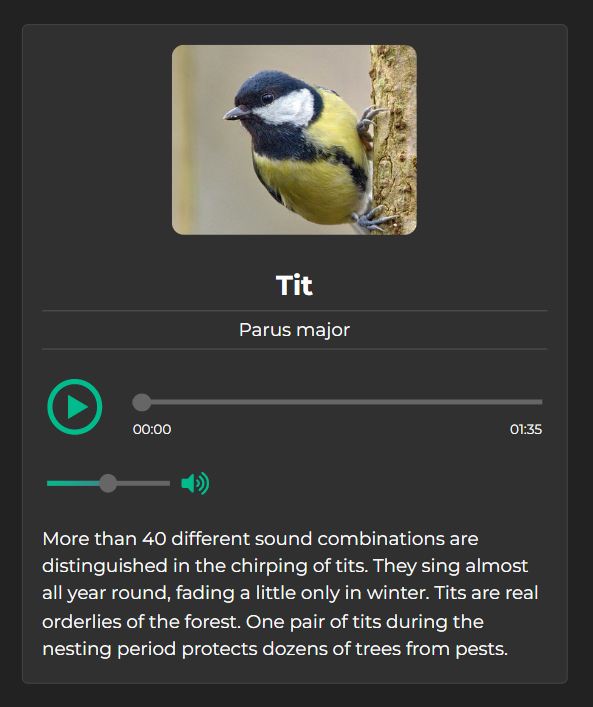 Tit
Parus major
00:00 01:35
More than 40 different sound combinations are
distinguished in the chirping of tits. They sing almost
all year round, fading a little only in winter. Tits are real
orderlies of the forest. One pair of tits during the
nesting period protects dozens of trees from pests.